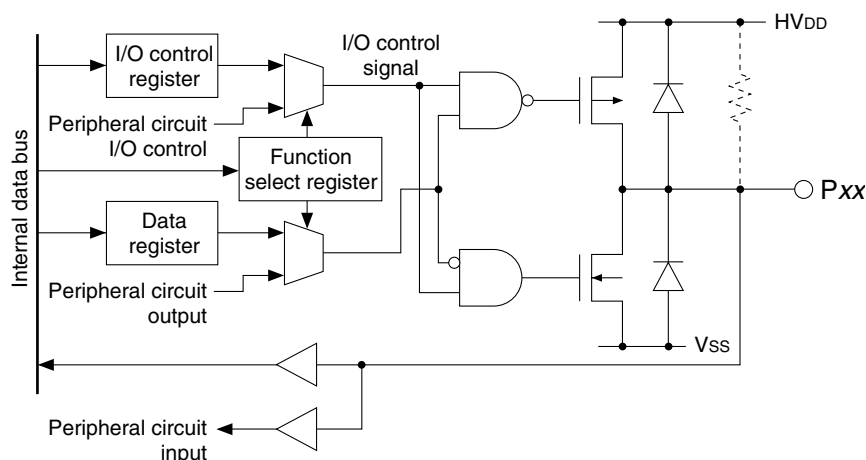 I/O control
register
I/O control
signal
HVDD
Peripheral circuit
I/O control
Function
select register
Internal data bus
Pxx
Data
register
Peripheral circuit
output
VSS
Peripheral circuit
input